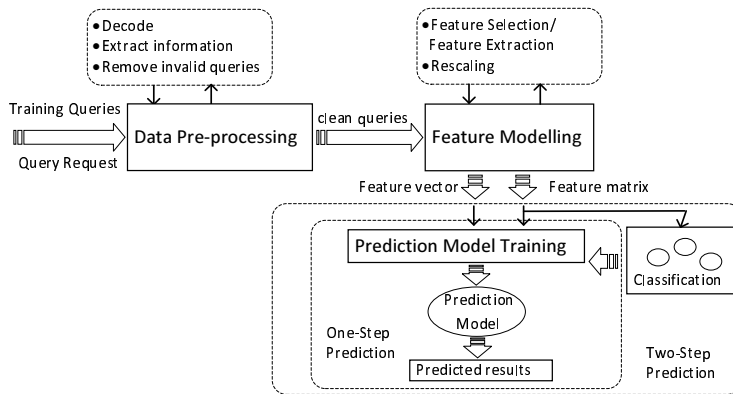 ● Decode
● Extract information
● Remove invalid queries
● Feature Selection/
Feature Extraction
● Rescaling
Training Queries
Query Request
Data Pre-processing
clean queries
Feature Modelling
Feature vector
Feature matrix
Prediction Model Training
Classification
Prediction
Model
One-Step
Prediction
Predicted results
Two-Step
Prediction